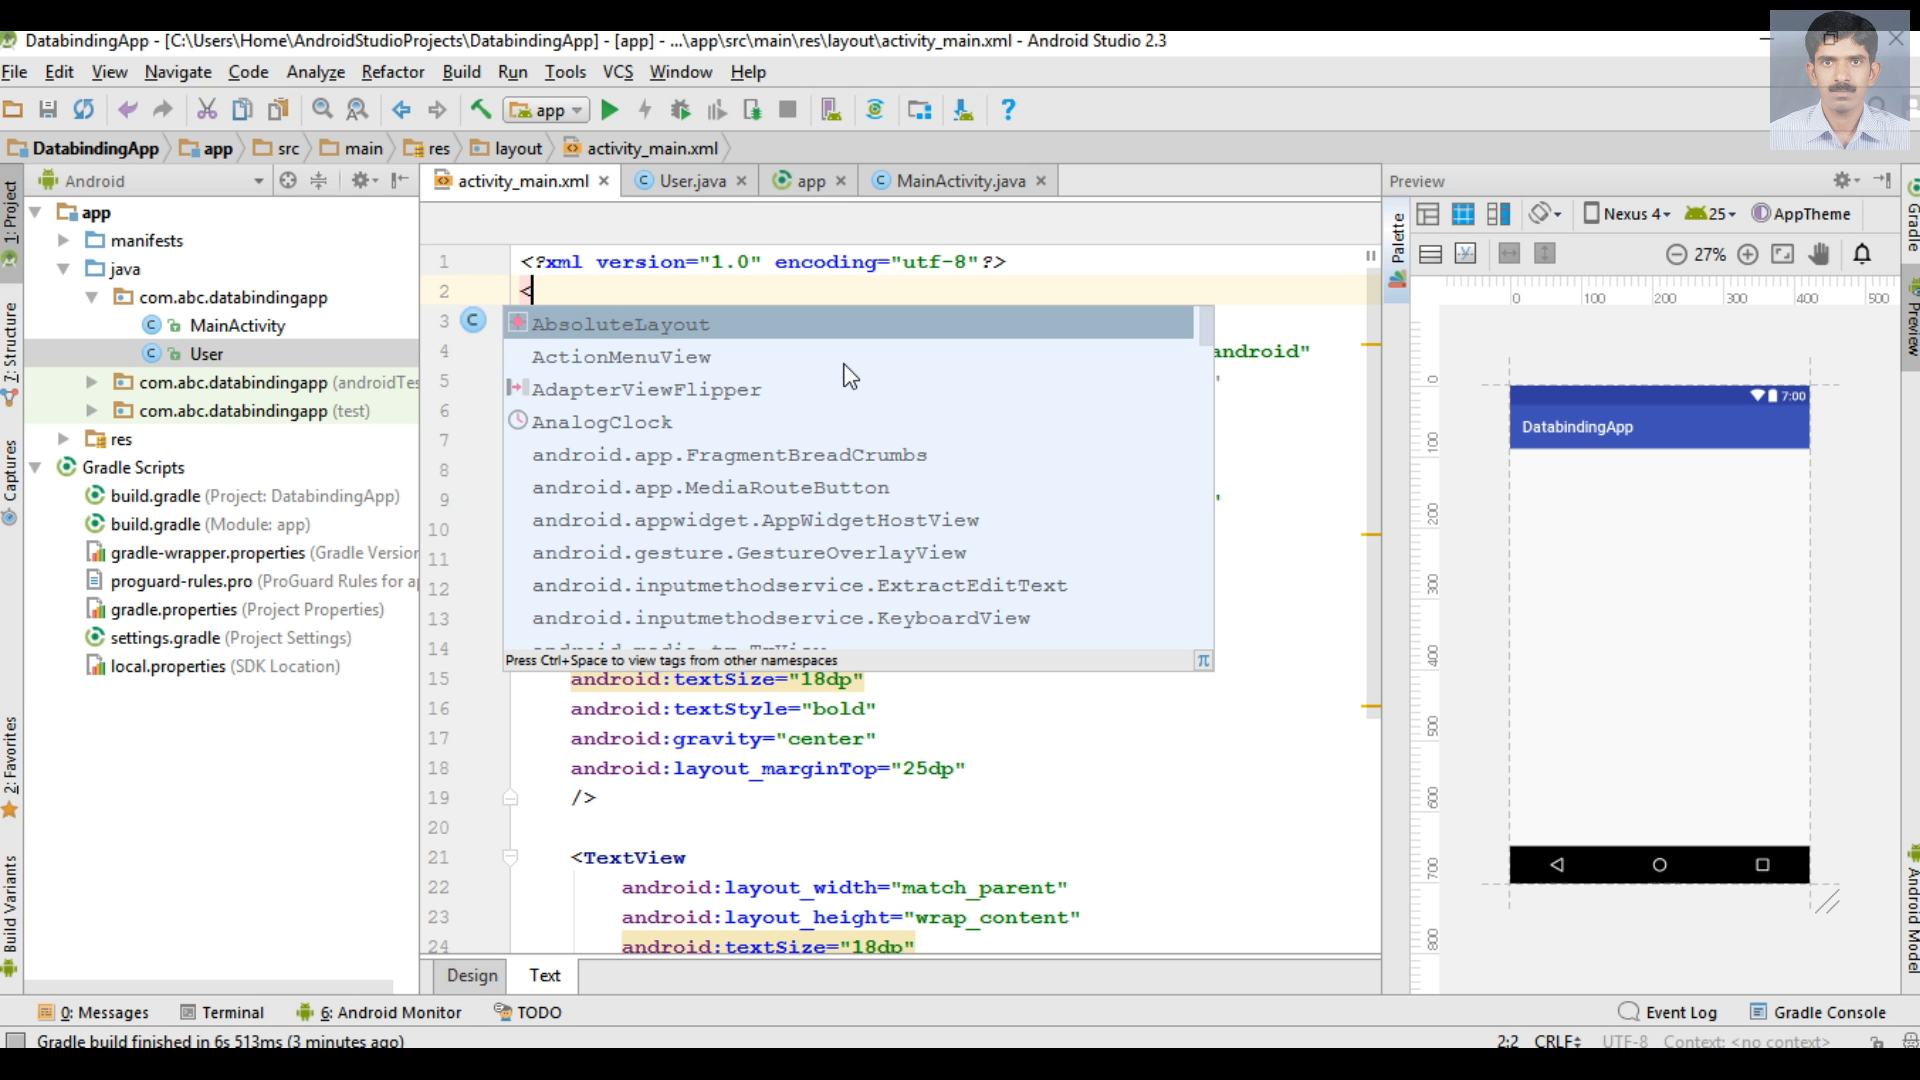 DatabindingApp - [C:\Users\Home\AndroidStudioProjects\DatabindingApp] - [app] - ...\app\src\main\res\layout\activity_main.xml - Android Studio 2.3
File Edit View Navigate Code Analyze Refactor Build Run Tools VCS Window Help
app
DatabindingApp app src main res layout activity_main.xml
Android
activity_main.xml User.java app MainActivity.java
Preview
1: Project
7: Structure
Captures
2: Favorites
Build Variants
app
manifests
java
com.abc.databindingapp
MainActivity
User
com.abc.databindingapp (androidTes
com.abc.databindingapp (test)
res
Gradle Scripts
build.gradle (Project: DatabindingApp)
build.gradle (Module: app)
gradle-wrapper.properties (Gradle Version
proguard-rules.pro (ProGuard Rules for ap
gradle.properties (Project Properties)
settings.gradle (Project Settings)
local.properties (SDK Location)
1 <?xml version="1.0" encoding="utf-8"?>
2 <
3
4 android"
5 '
6
7
8
9 '
10
11
12
13
14
AbsoluteLayout
ActionMenuView
AdapterViewFlipper
AnalogClock
android.app.FragmentBreadCrumbs
android.app.MediaRouteButton
android.appwidget.AppWidgetHostView
android.gesture.GestureOverlayView
android.inputmethodservice.ExtractEditText
android.inputmethodservice.KeyboardView
Press Ctrl+Space to view tags from other namespaces π
15 android:textSize="18dp"
16 android:textStyle="bold"
17 android:gravity="center"
18 android:layout_marginTop="25dp"
19 />
20
21 <TextView
22 android:layout_width="match_parent"
23 android:layout_height="wrap_content"
24 android:textSize="18dp"
Design Text
Palette
Nexus 4 25 AppTheme
27%
0 100 200 300 400 500
0
100
200
300
400
500
600
700
800
7:00
DatabindingApp
Gradle
Preview
Android Model
0: Messages Terminal 6: Android Monitor TODO
Event Log Gradle Console
Gradle build finished in 6s 513ms (3 minutes ago)
2:2 CRLF UTF-8 Context: <no context>